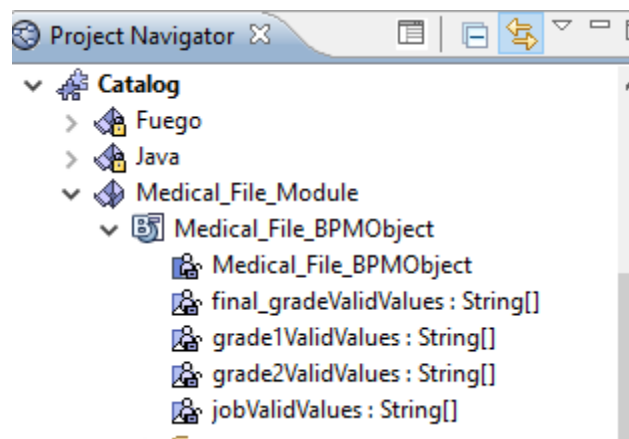 Project Navigator
Catalog
Fuego
Java
Medical_File_Module
Medical_File_BPMObject
Medical_File_BPMObject
final_gradeValidValues : String[]
grade1ValidValues : String[]
grade2ValidValues : String[]
jobValidValues : String[]